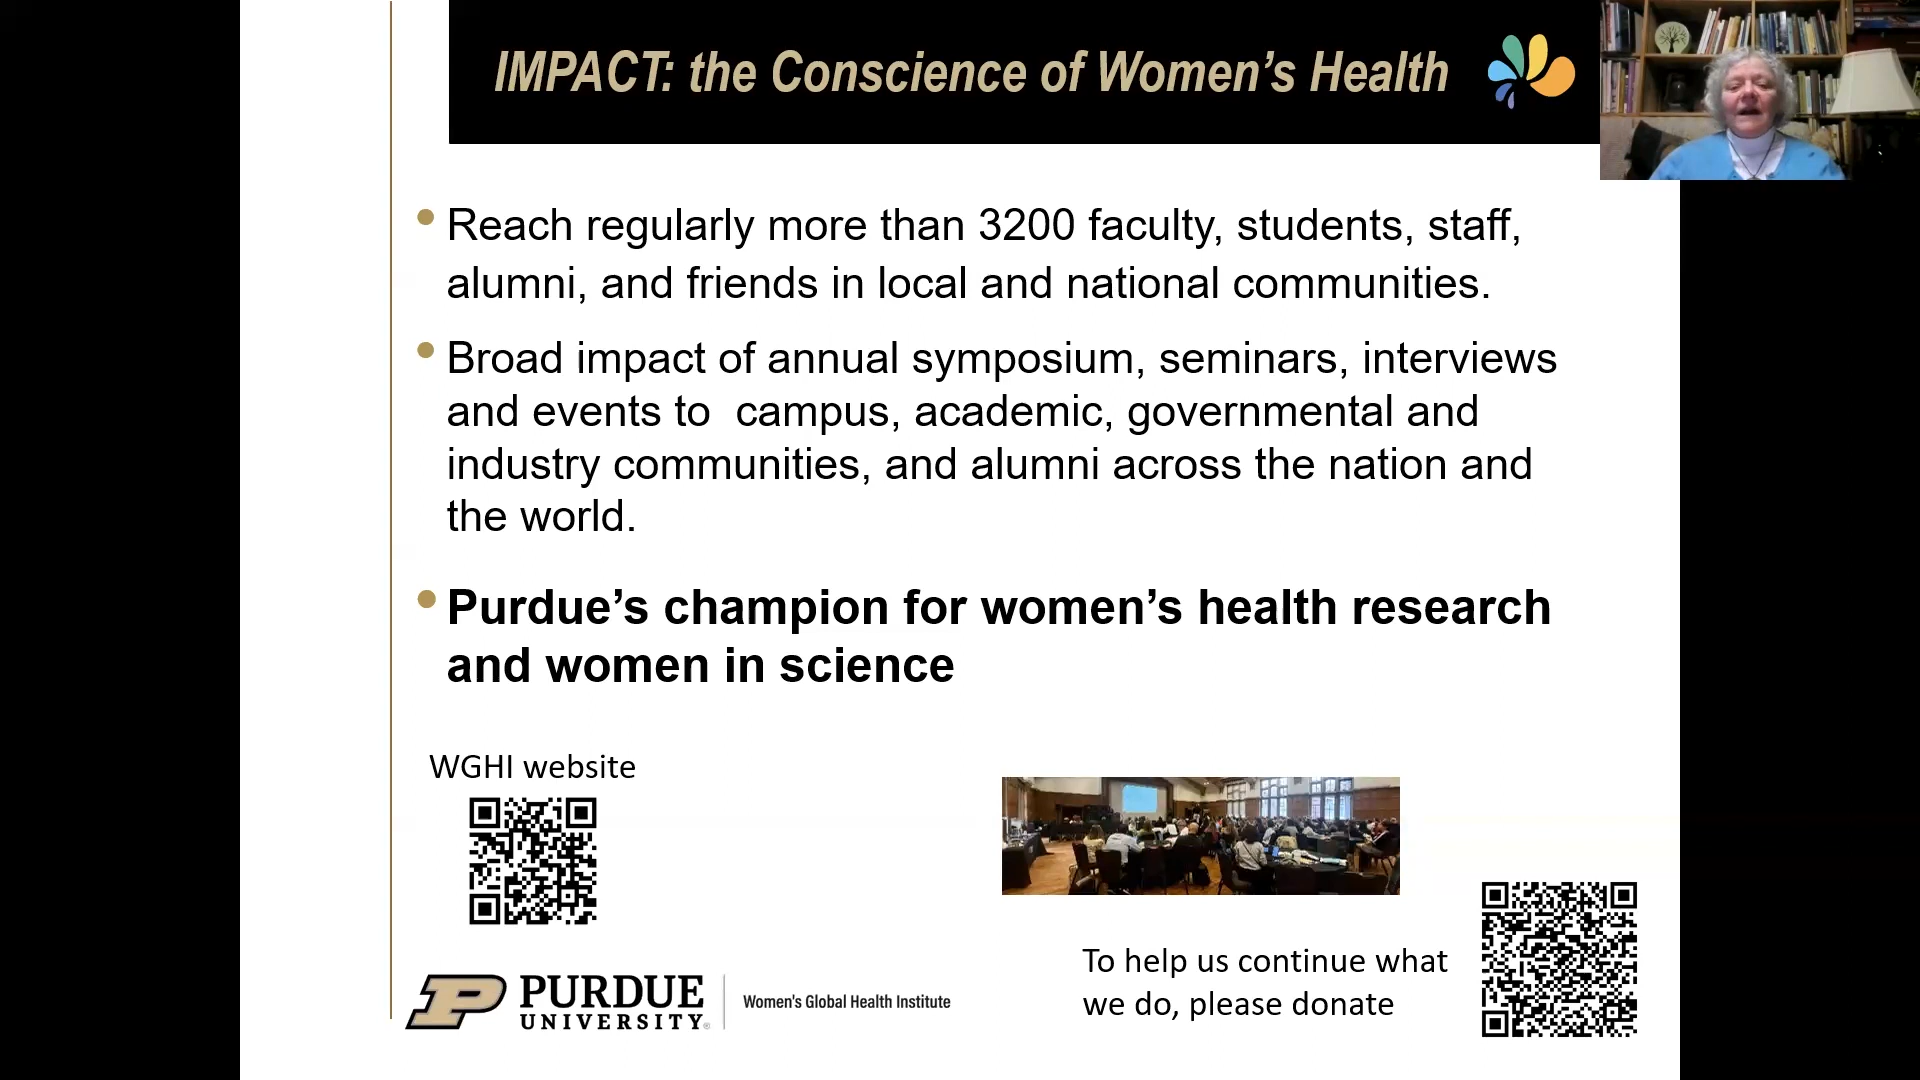 IMPACT: the Conscience of Women’s Health
Reach regularly more than 3200 faculty, students, staff,
alumni, and friends in local and national communities.
Broad impact of annual symposium, seminars, interviews
and events to  campus, academic, governmental and
industry communities, and alumni across the nation and
the world.
Purdue’s champion for women’s health research
and women in science
WGHI website
To help us continue what
we do, please donate
P PURDUE
UNIVERSITY®
Women's Global Health Institute